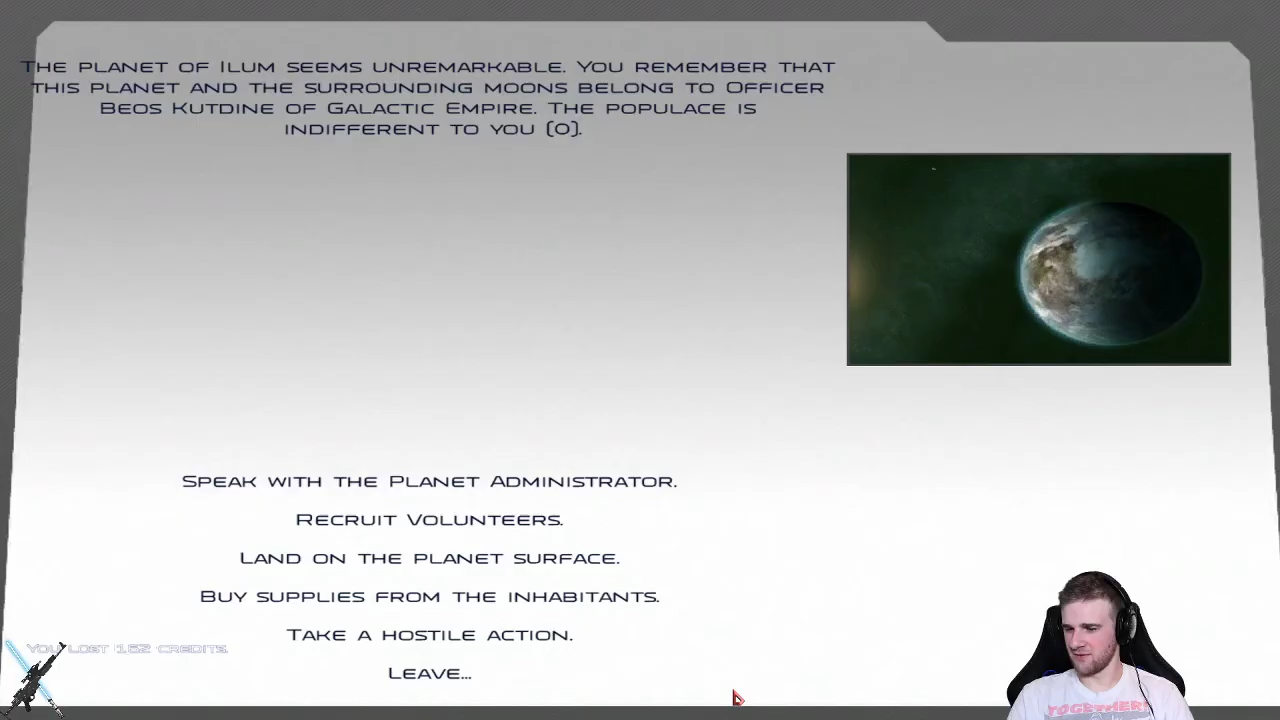 The planet of Ilum seems unremarkable. You remember that
this planet and the surrounding moons belong to Officer
Beos Kutdine of Galactic Empire. The populace is
indifferent to you (0).
Speak with the Planet Administrator.
Recruit Volunteers.
Land on the planet surface.
Buy supplies from the inhabitants.
Take a hostile action.
You lost 162 credits.
Leave...
TOGETHER!